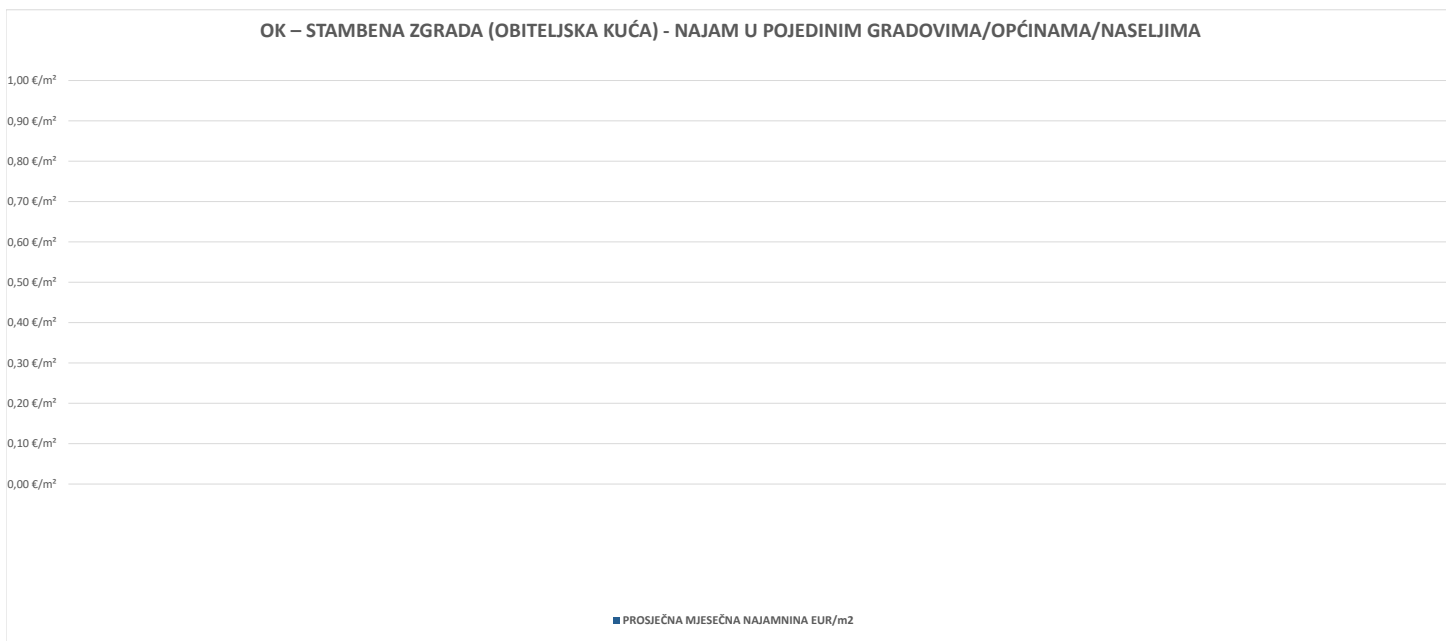 OK – STAMBENA ZGRADA (OBITELJSKA KUĆA) - NAJAM U POJEDINIM GRADOVIMA/OPĆINAMA/NASELJIMA
1,00 €/m²
0,90 €/m²
0,80 €/m²
0,70 €/m²
0,60 €/m²
0,50 €/m²
0,40 €/m²
0,30 €/m²
0,20 €/m²
0,10 €/m²
0,00 €/m²
PROSJEČNA MJESEČNA NAJAMNINA EUR/m2